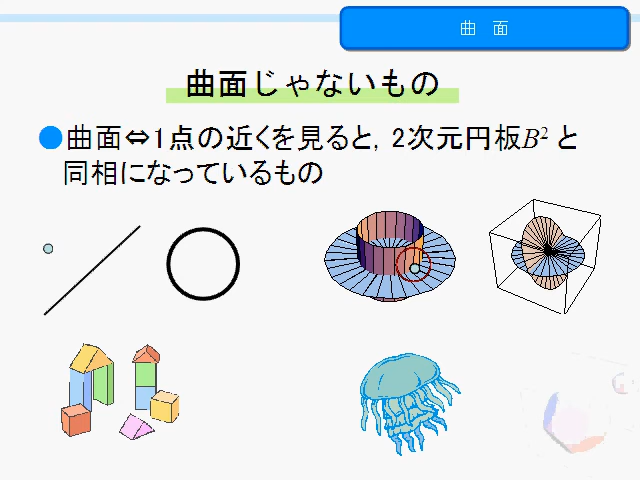 曲　面
曲面じゃないもの
●曲面⇔1点の近くを見ると, 2次元円板B² と
同相になっているもの